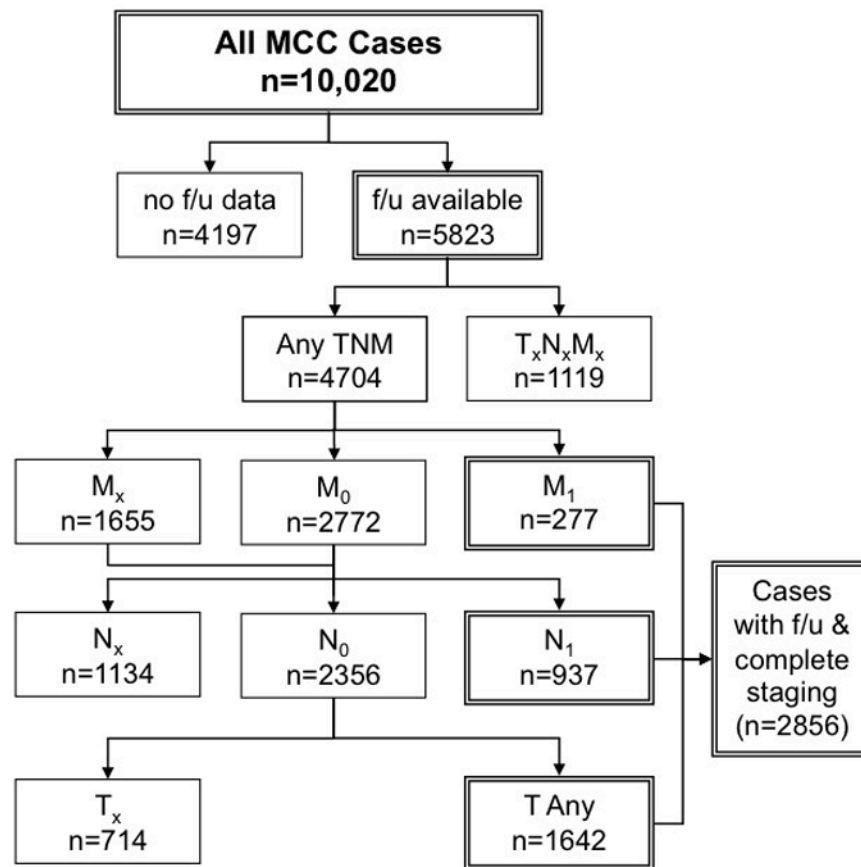 All MCC Cases
n=10,020
no f/u data
n=4197
f/u available
n=5823
Any TNM
n=4704
TₓNₓMₓ
n=1119
Mₓ
n=1655
M₀
n=2772
M₁
n=277
Nₓ
n=1134
N₀
n=2356
N₁
n=937
Cases
with f/u &
complete
staging
(n=2856)
Tₓ
n=714
T Any
n=1642